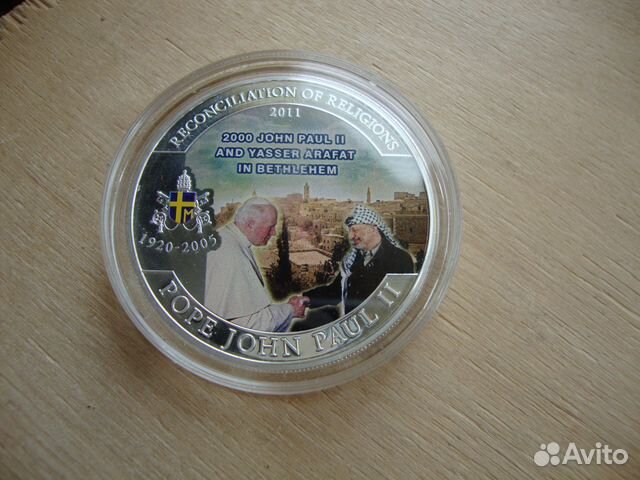 RECONCILIATION OF RELIGIONS
2011
2000 JOHN PAUL II
AND YASSER ARAFAT
IN BETHLEHEM
M
1920-2005
POPE JOHN PAUL II
Avito